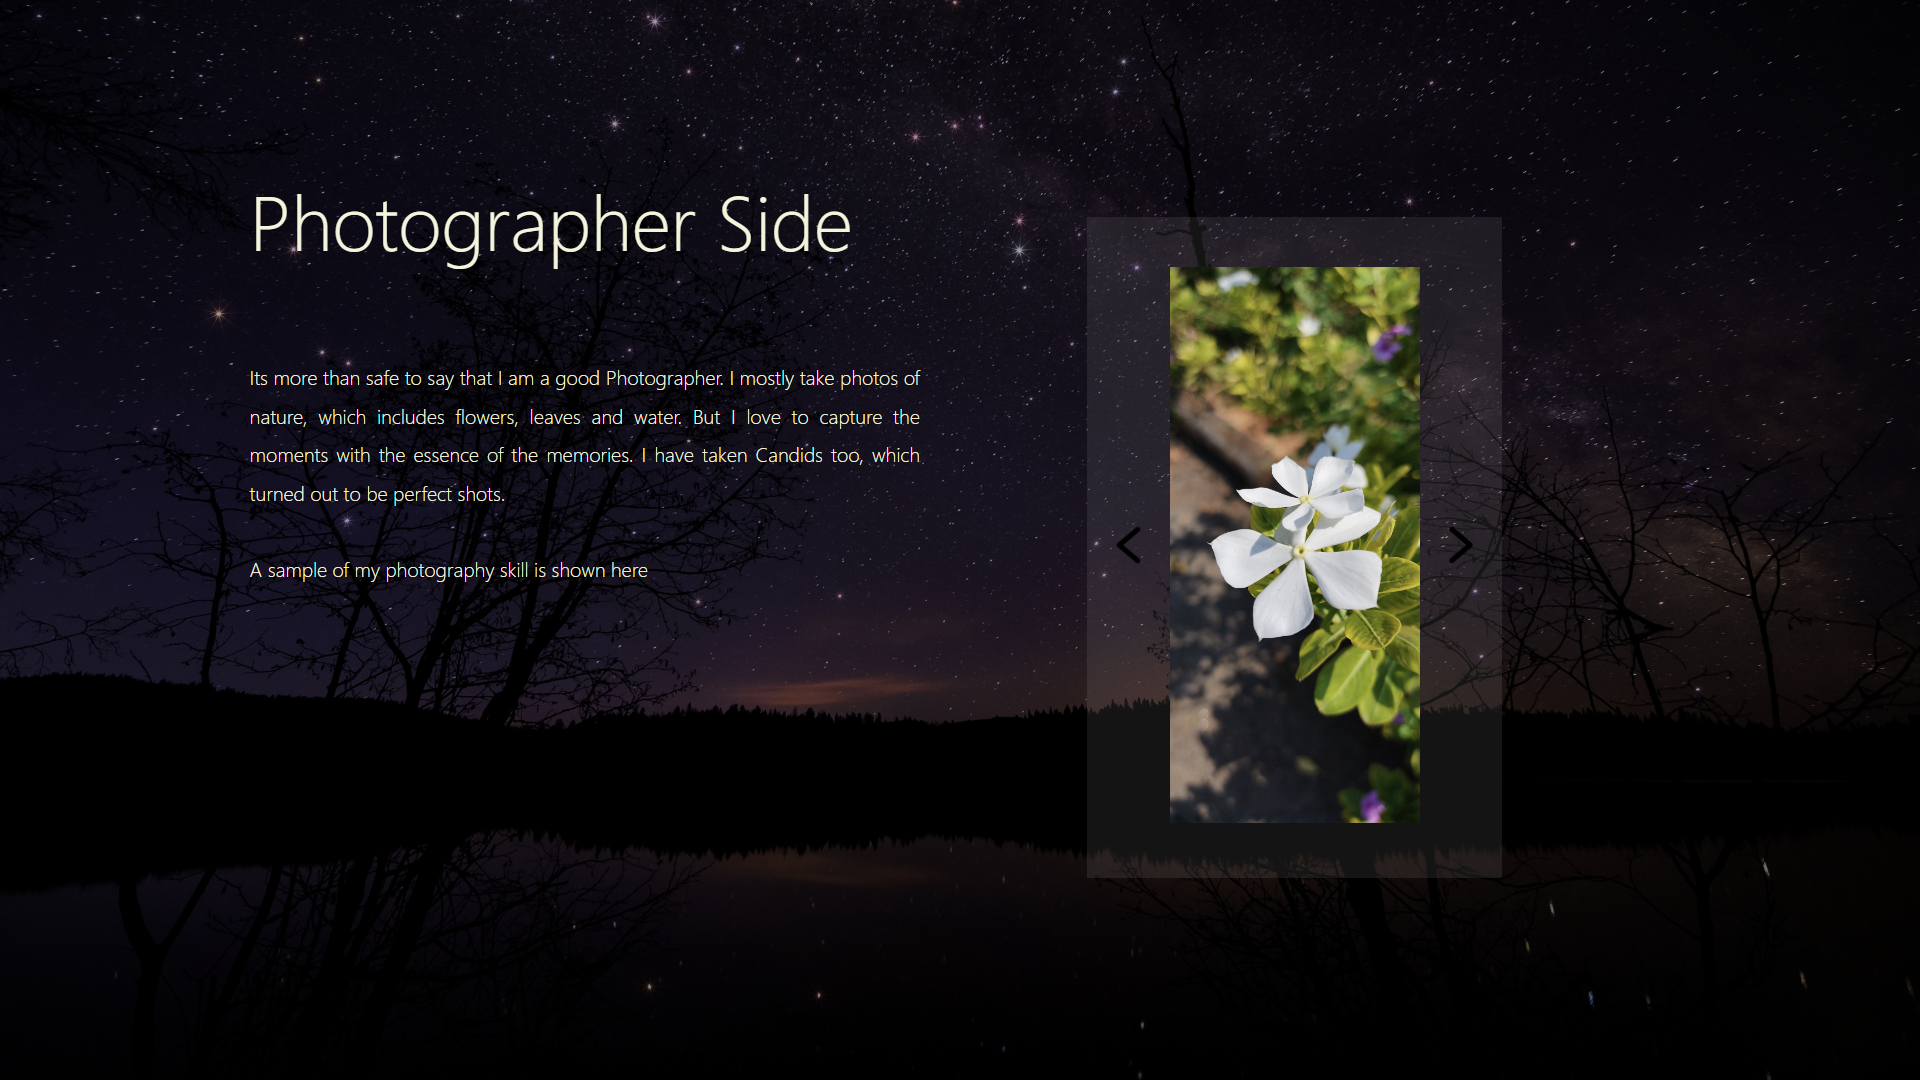 Photographer Side
Its more than safe to say that I am a good Photographer. I mostly take photos of
nature, which includes flowers, leaves and water. But I love to capture the
moments with the essence of the memories. I have taken Candids too, which
turned out to be perfect shots.
A sample of my photography skill is shown here